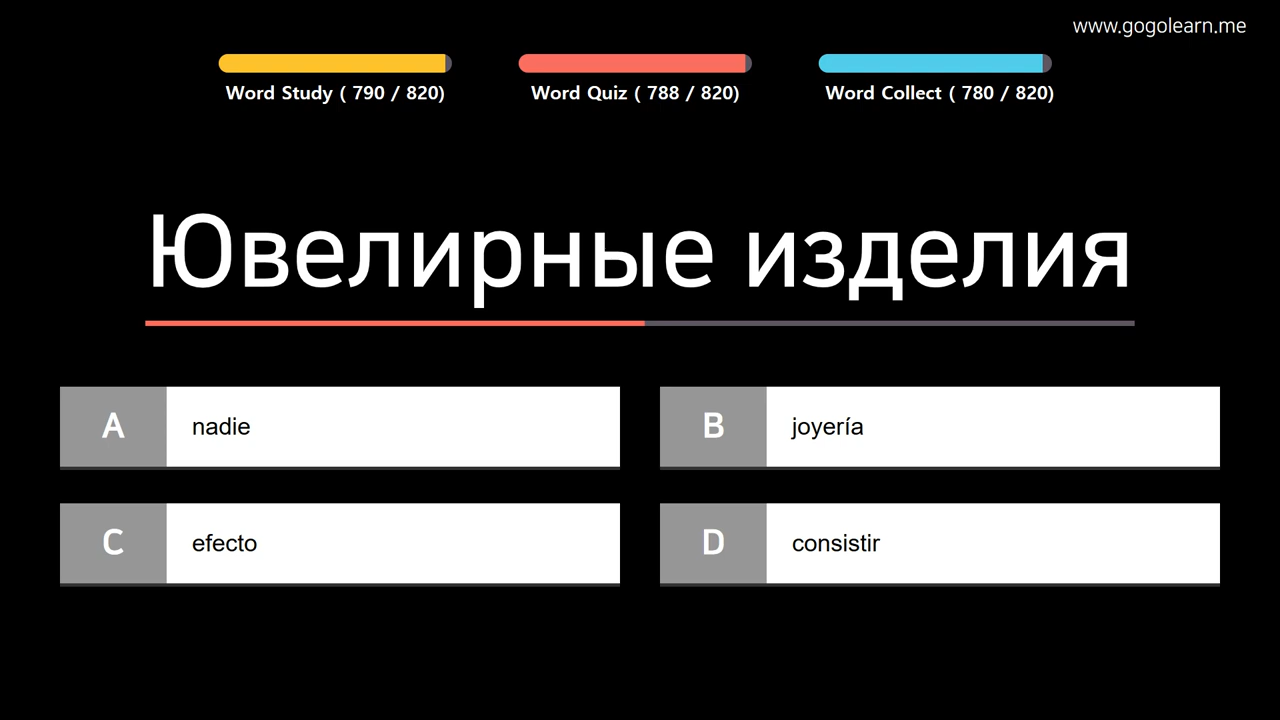 www.gogolearn.me
Word Study ( 790 / 820)
Word Quiz ( 788 / 820)
Word Collect ( 780 / 820)
Ювелирные изделия
A nadie
B joyería
C efecto
D consistir